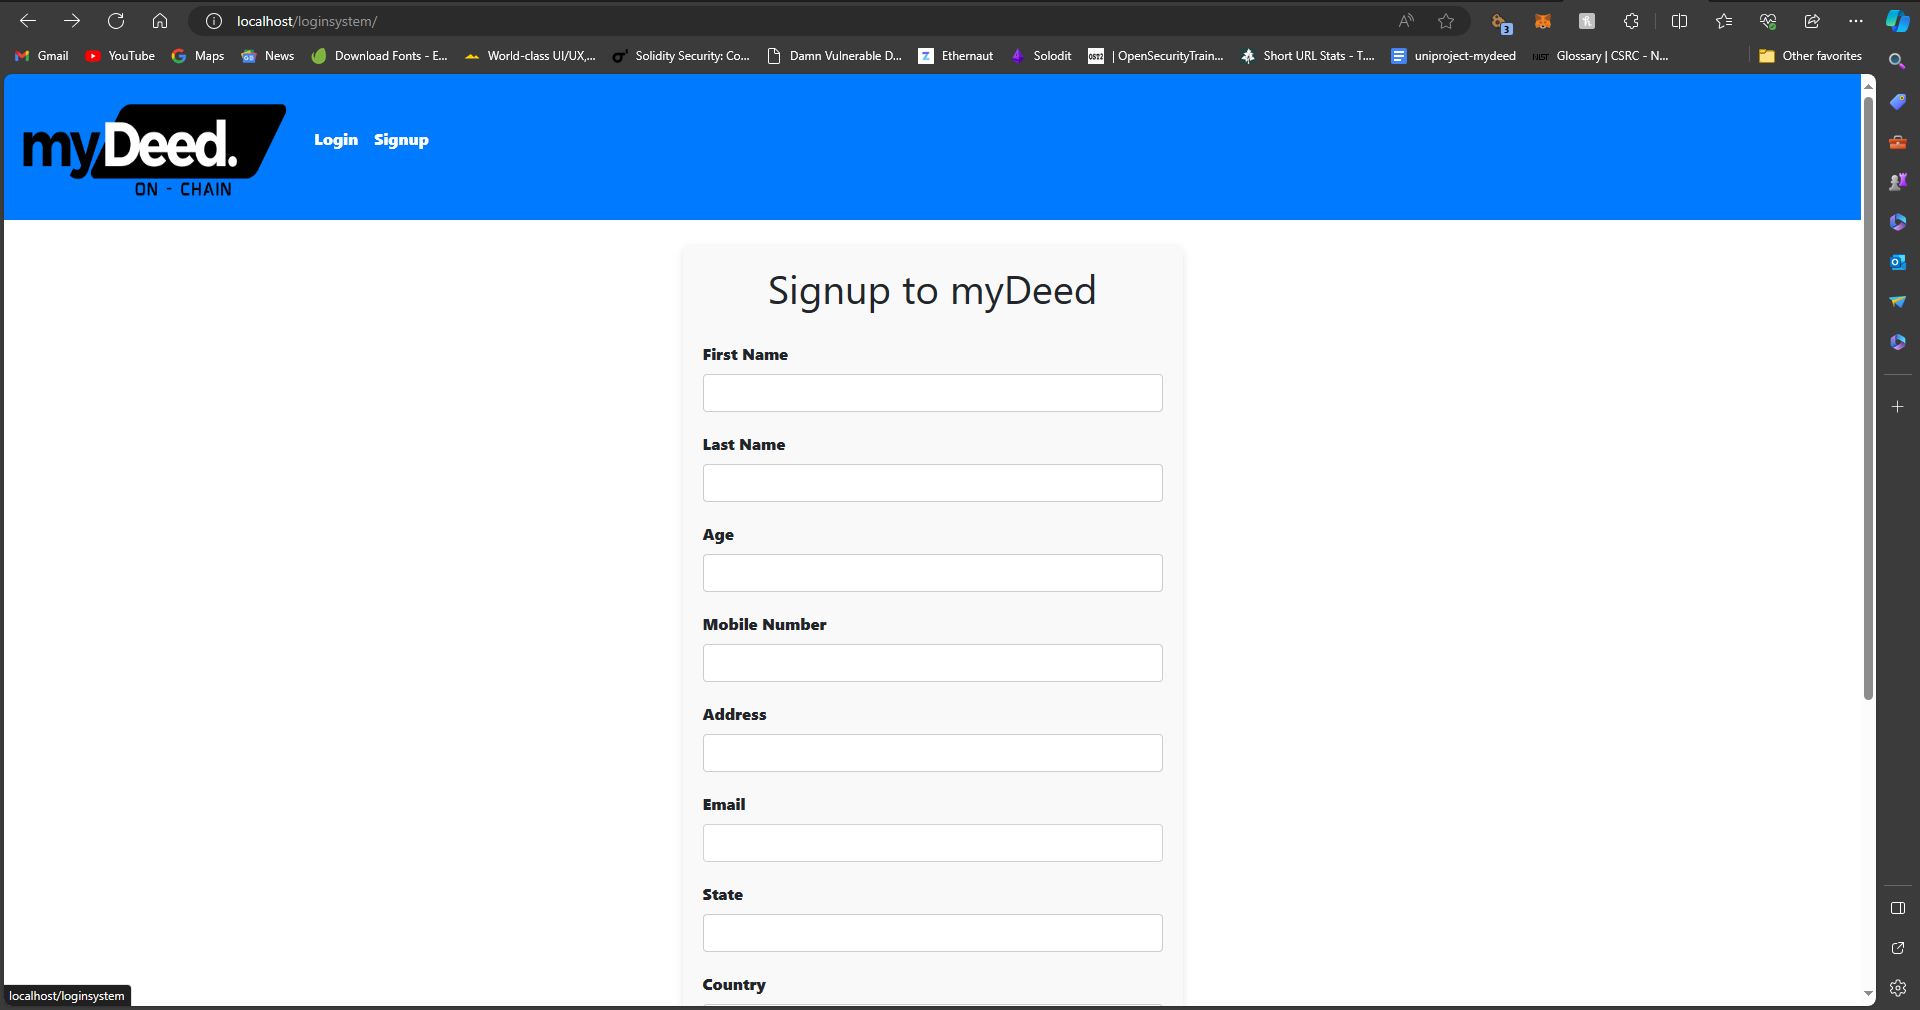 localhost/loginsystem/
3
Gmail YouTube Maps News Download Fonts - E... World-class UI/UX,... Solidity Security: Co... Damn Vulnerable D... Ethernaut Solodit | OpenSecurityTrain... Short URL Stats - T.... uniproject-mydeed Glossary | CSRC - N... Other favorites
myDeed.
ON - CHAIN
Login Signup
Signup to myDeed
First Name
Last Name
Age
Mobile Number
Address
Email
State
Country
localhost/loginsystem